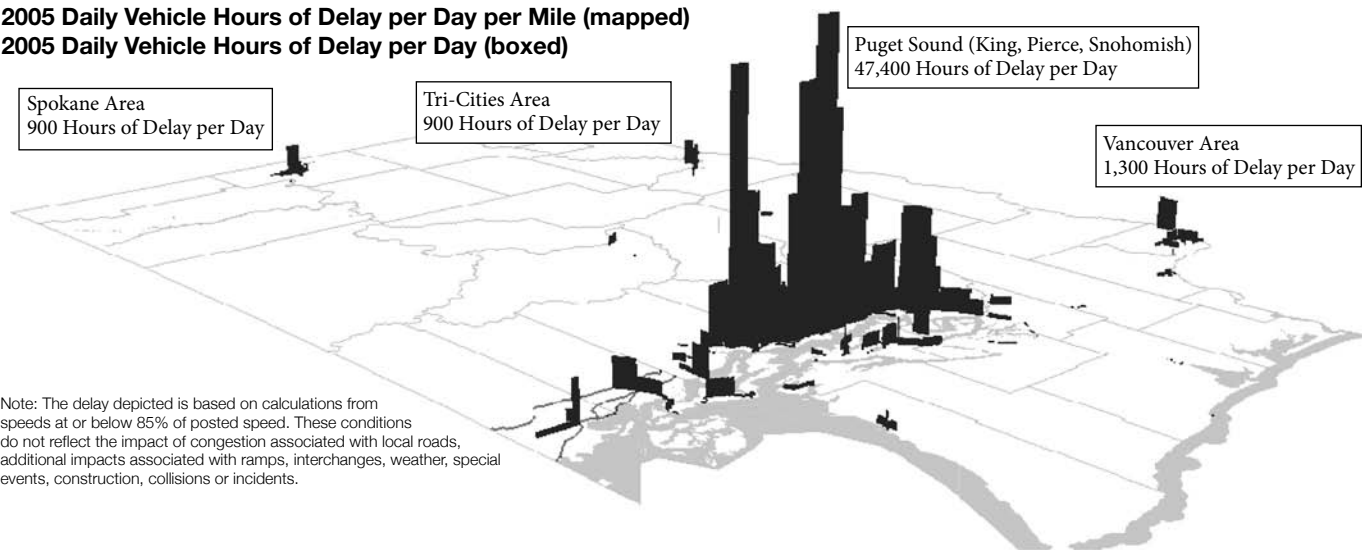 2005 Daily Vehicle Hours of Delay per Day per Mile (mapped)
2005 Daily Vehicle Hours of Delay per Day (boxed)
Puget Sound (King, Pierce, Snohomish)
47,400 Hours of Delay per Day
Spokane Area
900 Hours of Delay per Day
Tri-Cities Area
900 Hours of Delay per Day
Vancouver Area
1,300 Hours of Delay per Day
Note: The delay depicted is based on calculations from
speeds at or below 85% of posted speed. These conditions
do not reflect the impact of congestion associated with local roads,
additional impacts associated with ramps, interchanges, weather, special
events, construction, collisions or incidents.